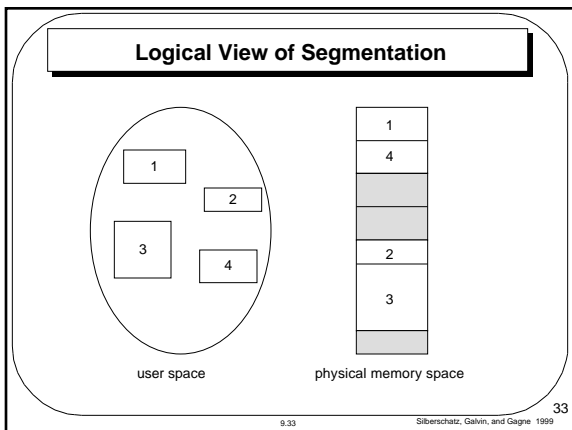 Logical View of Segmentation
1
2
3
4
1
4
2
3
user space
physical memory space
33
9.33
Silberschatz, Galvin, and Gagne 1999